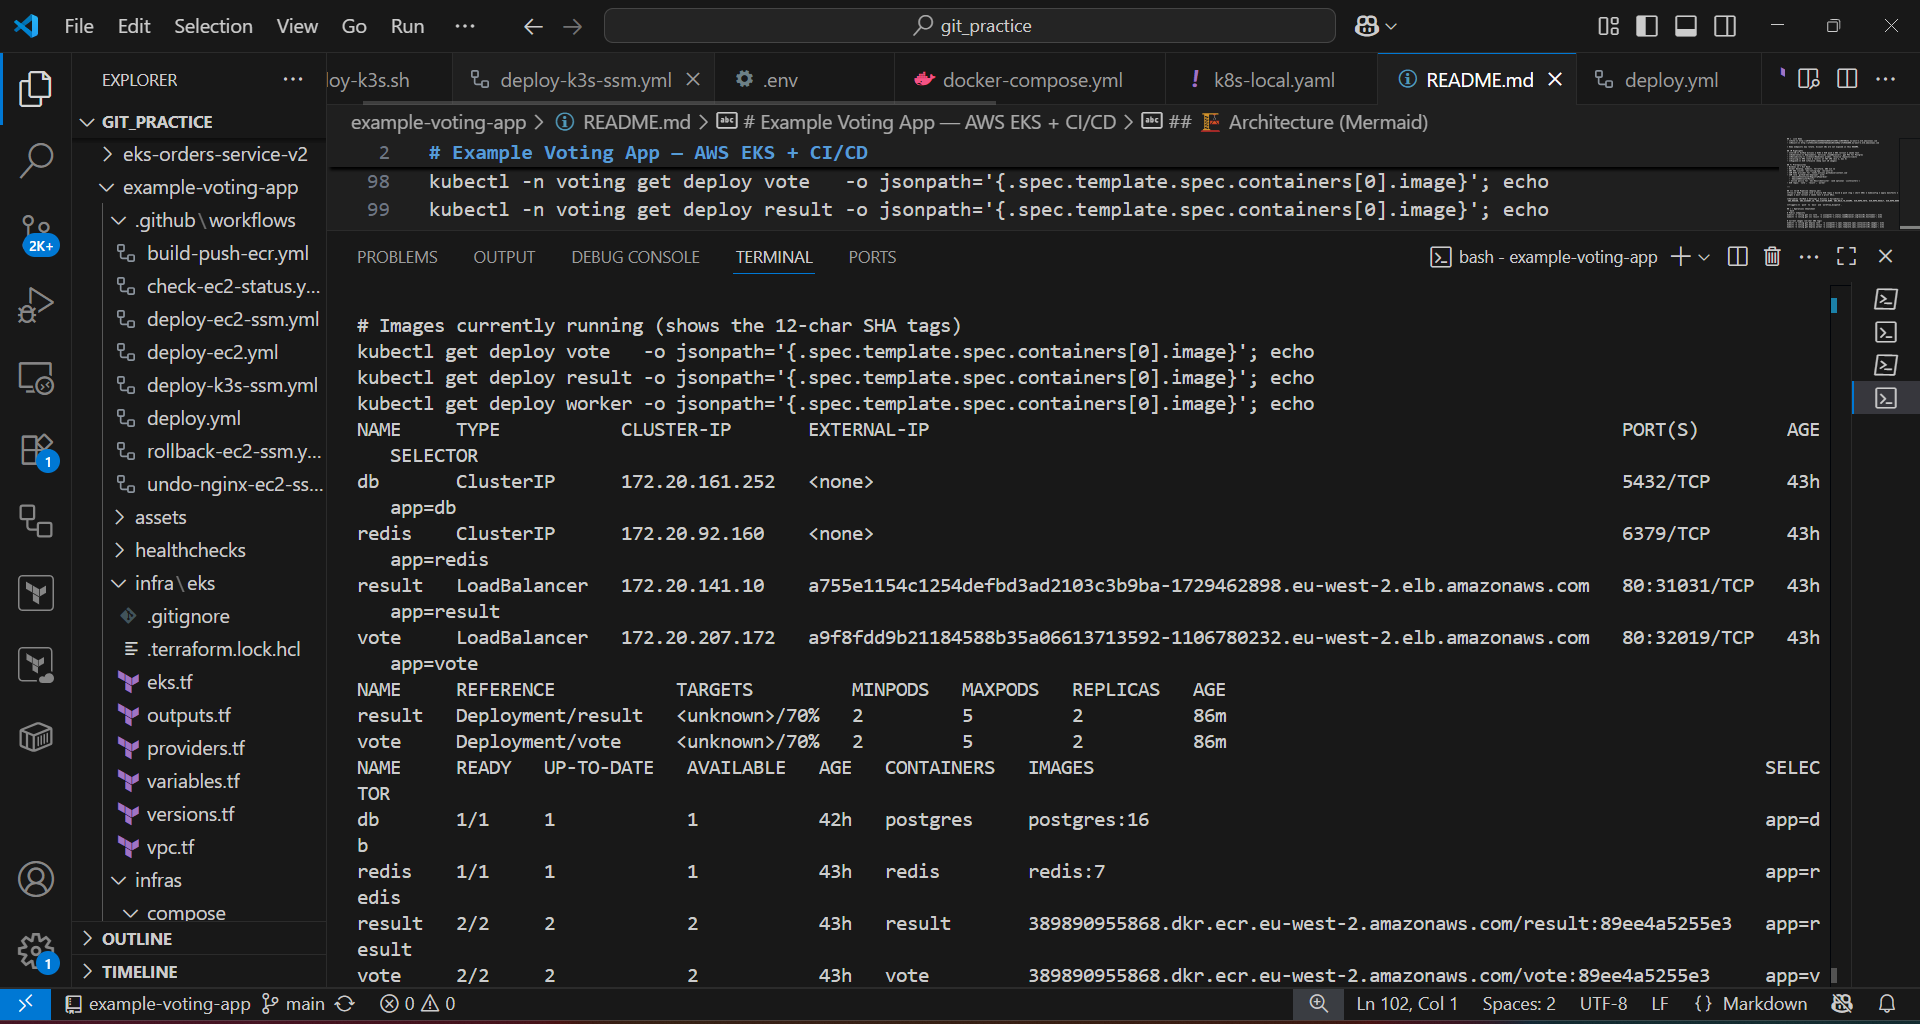 File Edit Selection View Go Run ··· git_practice
EXPLORER ···
oy-k3s.sh deploy-k3s-ssm.yml .env docker-compose.yml ! k8s-local.yaml README.md deploy.yml ···
GIT_PRACTICE
eks-orders-service-v2
example-voting-app
.github\workflows
build-push-ecr.yml
check-ec2-status.y...
deploy-ec2-ssm.yml
deploy-ec2.yml
deploy-k3s-ssm.yml
deploy.yml
rollback-ec2-ssm.y...
undo-nginx-ec2-ss...
assets
healthchecks
infra\eks
.gitignore
.terraform.lock.hcl
eks.tf
outputs.tf
providers.tf
variables.tf
versions.tf
vpc.tf
infras
compose
OUTLINE
TIMELINE
2K+
1
1
example-voting-app > README.md > # Example Voting App — AWS EKS + CI/CD > ## Architecture (Mermaid)
2 # Example Voting App — AWS EKS + CI/CD
98 kubectl -n voting get deploy vote -o jsonpath='{.spec.template.spec.containers[0].image}'; echo
99 kubectl -n voting get deploy result -o jsonpath='{.spec.template.spec.containers[0].image}'; echo
PROBLEMS OUTPUT DEBUG CONSOLE TERMINAL PORTS bash - example-voting-app ···
# Images currently running (shows the 12-char SHA tags)
kubectl get deploy vote -o jsonpath='{.spec.template.spec.containers[0].image}'; echo
kubectl get deploy result -o jsonpath='{.spec.template.spec.containers[0].image}'; echo
kubectl get deploy worker -o jsonpath='{.spec.template.spec.containers[0].image}'; echo
NAME TYPE CLUSTER-IP EXTERNAL-IP PORT(S) AGE
SELECTOR
db ClusterIP 172.20.161.252 <none> 5432/TCP 43h
app=db
redis ClusterIP 172.20.92.160 <none> 6379/TCP 43h
app=redis
result LoadBalancer 172.20.141.10 a755e1154c1254defbd3ad2103c3b9ba-1729462898.eu-west-2.elb.amazonaws.com 80:31031/TCP 43h
app=result
vote LoadBalancer 172.20.207.172 a9f8fdd9b21184588b35a06613713592-1106780232.eu-west-2.elb.amazonaws.com 80:32019/TCP 43h
app=vote
NAME REFERENCE TARGETS MINPODS MAXPODS REPLICAS AGE
result Deployment/result <unknown>/70% 2 5 2 86m
vote Deployment/vote <unknown>/70% 2 5 2 86m
NAME READY UP-TO-DATE AVAILABLE AGE CONTAINERS IMAGES SELEC
TOR
db 1/1 1 1 42h postgres postgres:16 app=d
b
redis 1/1 1 1 43h redis redis:7 app=r
edis
result 2/2 2 2 43h result 389890955868.dkr.ecr.eu-west-2.amazonaws.com/result:89ee4a5255e3 app=r
esult
vote 2/2 2 2 43h vote 389890955868.dkr.ecr.eu-west-2.amazonaws.com/vote:89ee4a5255e3 app=v
example-voting-app main 0 0 Ln 102, Col 1 Spaces: 2 UTF-8 LF {} Markdown